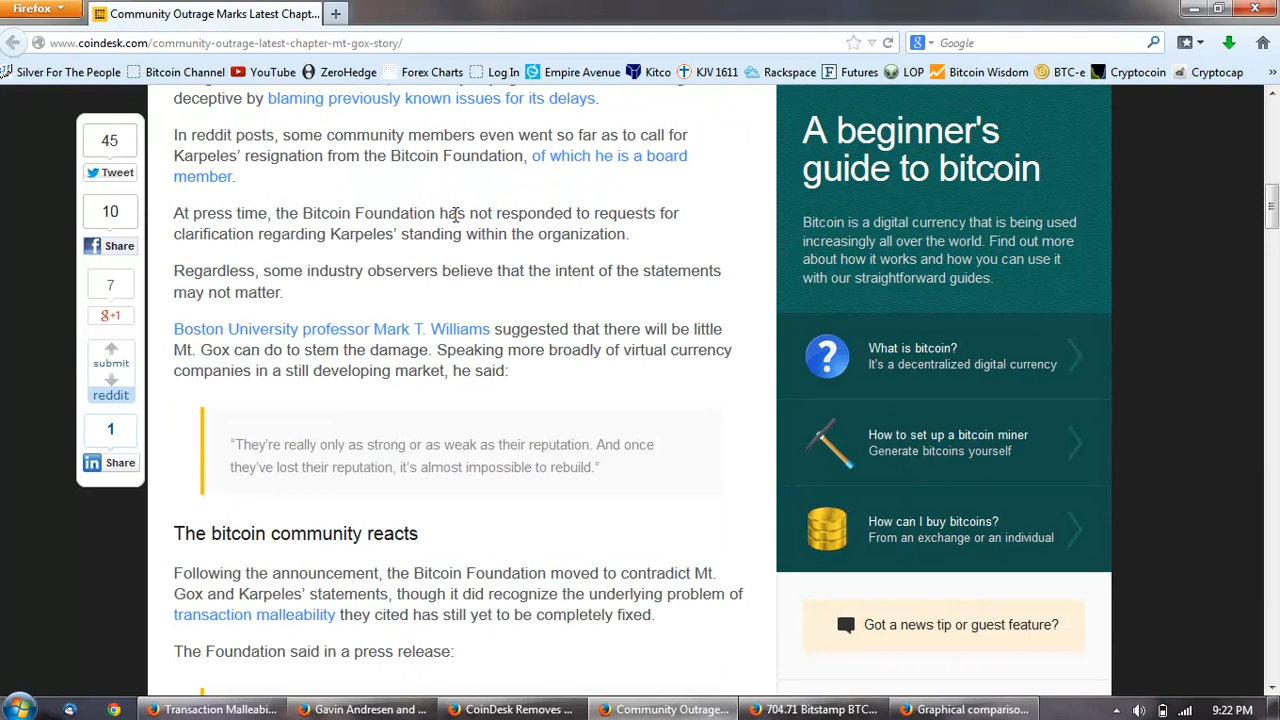 Firefox
Community Outrage Marks Latest Chapt...
www.coindesk.com/community-outrage-latest-chapter-mt-gox-story/
Google
Silver For The People
Bitcoin Channel
YouTube
ZeroHedge
Forex Charts
Log In
Empire Avenue
Kitco
KJV 1611
Rackspace
Futures
LOP
Bitcoin Wisdom
BTC-e
Cryptocoin
Cryptocap
»
45
Tweet
10
Share
7
g+1
submit
reddit
1
in Share
deceptive by blaming previously known issues for its delays.
In reddit posts, some community members even went so far as to call for
Karpeles' resignation from the Bitcoin Foundation, of which he is a board
member.
At press time, the Bitcoin Foundation has not responded to requests for
clarification regarding Karpeles' standing within the organization.
Regardless, some industry observers believe that the intent of the statements
may not matter.
Boston University professor Mark T. Williams suggested that there will be little
Mt. Gox can do to stem the damage. Speaking more broadly of virtual currency
companies in a still developing market, he said:
“They're really only as strong or as weak as their reputation. And once
they've lost their reputation, it's almost impossible to rebuild.”
The bitcoin community reacts
Following the announcement, the Bitcoin Foundation moved to contradict Mt.
Gox and Karpeles' statements, though it did recognize the underlying problem of
transaction malleability they cited has still yet to be completely fixed.
The Foundation said in a press release:
A beginner's
guide to bitcoin
Bitcoin is a digital currency that is being used
increasingly all over the world. Find out more
about how it works and how you can use it
with our straightforward guides.
What is bitcoin?
It's a decentralized digital currency
How to set up a bitcoin miner
Generate bitcoins yourself
How can I buy bitcoins?
From an exchange or an individual
Got a news tip or guest feature?
Transaction Malleabi...
Gavin Andresen and ...
CoinDesk Removes ...
Community Outrage...
704.71 Bitstamp BTC...
Graphical compariso...
9:22 PM